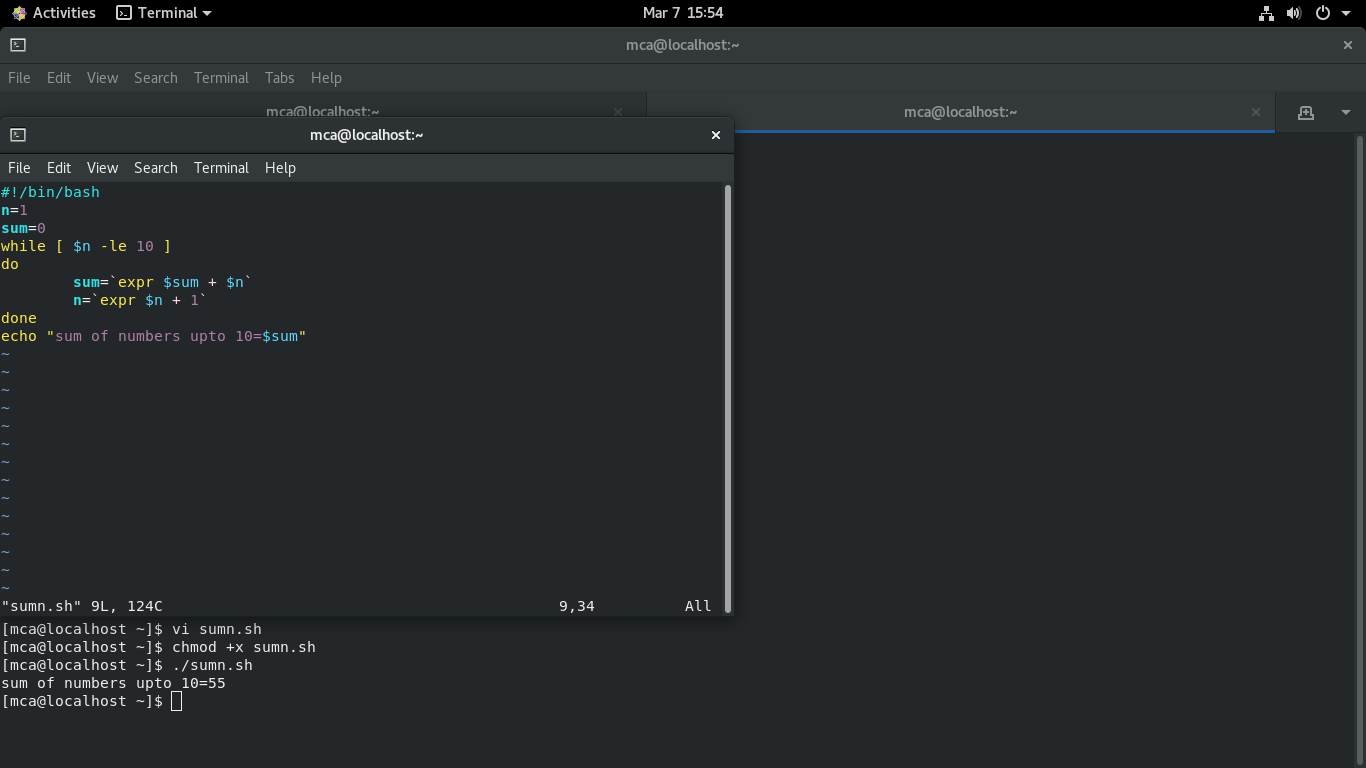 Activities Terminal Mar 7 15:54
mca@localhost:~
File Edit View Search Terminal Tabs Help
mca@localhost:~ mca@localhost:~
mca@localhost:~
File Edit View Search Terminal Help
#!/bin/bash
n=1
sum=0
while [ $n -le 10 ]
do
        sum=`expr $sum + $n`
        n=`expr $n + 1`
done
echo "sum of numbers upto 10=$sum"
~
~
~
~
~
~
~
~
~
~
~
~
~
~
"sumn.sh" 9L, 124C 9,34 All
[mca@localhost ~]$ vi sumn.sh
[mca@localhost ~]$ chmod +x sumn.sh
[mca@localhost ~]$ ./sumn.sh
sum of numbers upto 10=55
[mca@localhost ~]$